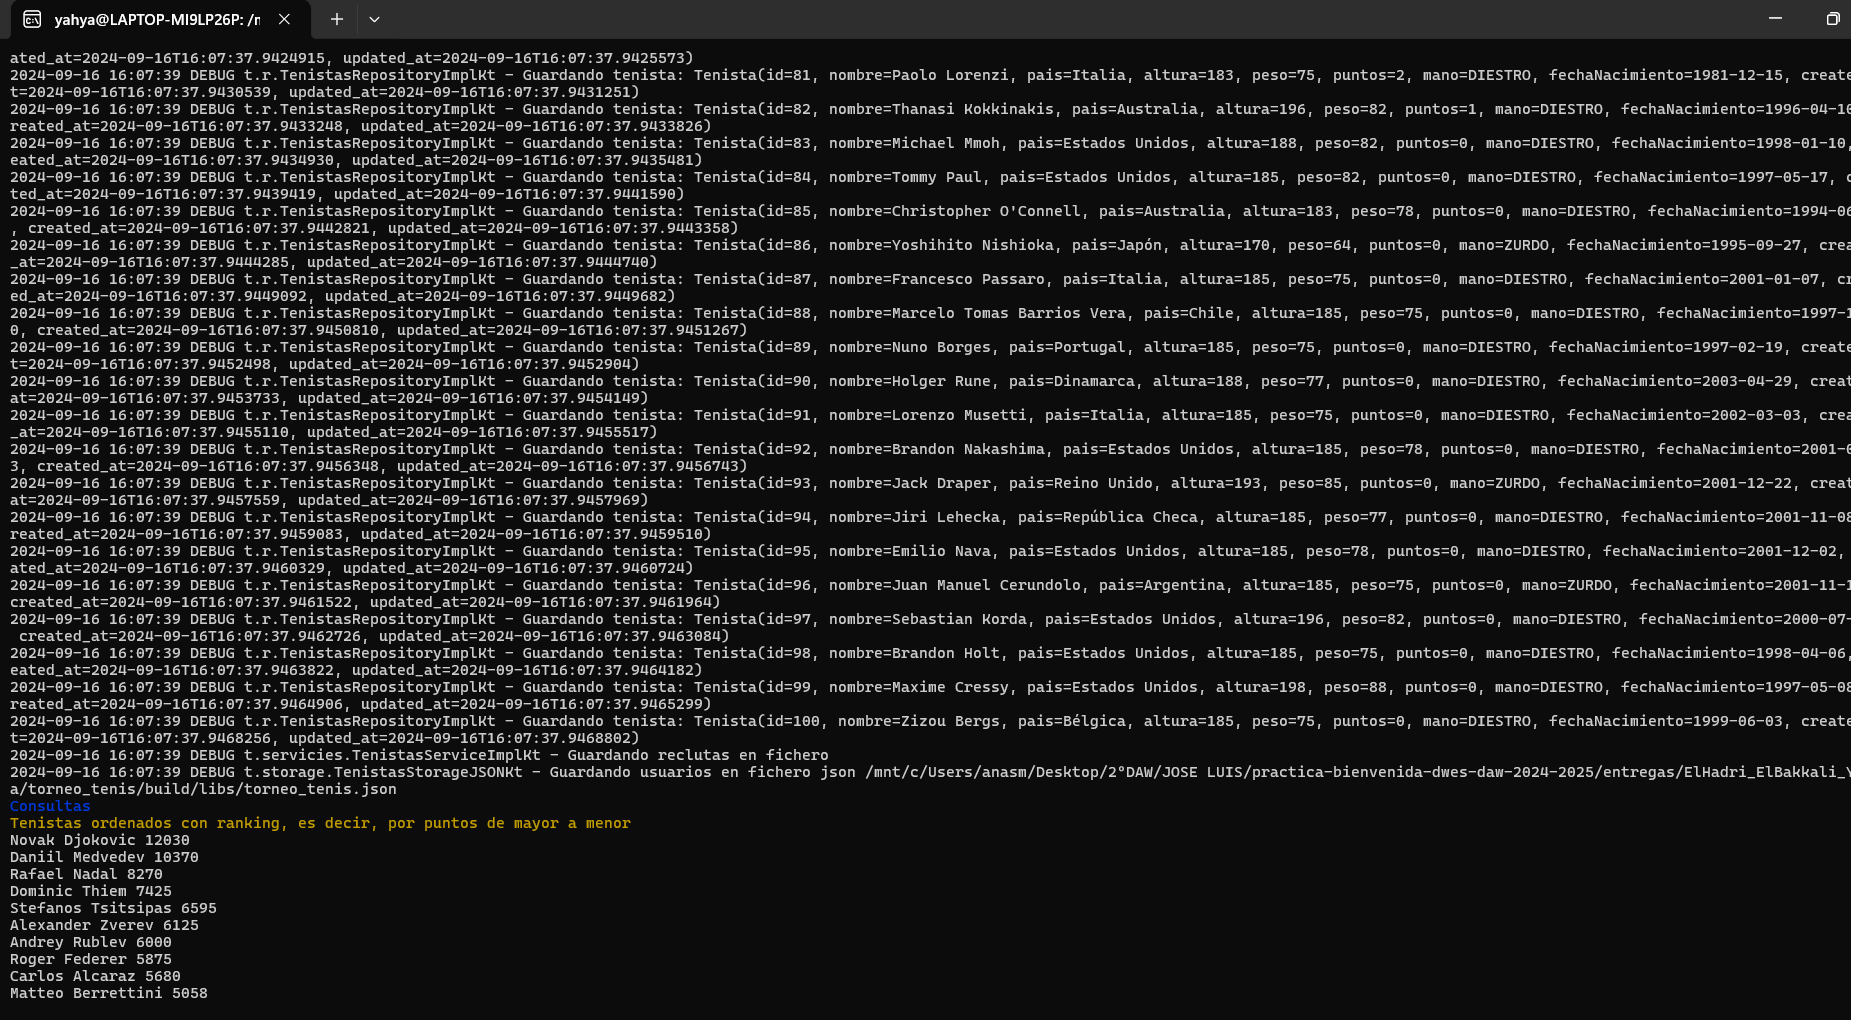 yahya@LAPTOP-MI9LP26P: /n
ated_at=2024-09-16T16:07:37.9424915, updated_at=2024-09-16T16:07:37.9425573)
2024-09-16 16:07:39 DEBUG t.r.TenistasRepositoryImplKt - Guardando tenista: Tenista(id=81, nombre=Paolo Lorenzi, pais=Italia, altura=183, peso=75, puntos=2, mano=DIESTRO, fechaNacimiento=1981-12-15, create
t=2024-09-16T16:07:37.9430539, updated_at=2024-09-16T16:07:37.9431251)
2024-09-16 16:07:39 DEBUG t.r.TenistasRepositoryImplKt - Guardando tenista: Tenista(id=82, nombre=Thanasi Kokkinakis, pais=Australia, altura=196, peso=82, puntos=1, mano=DIESTRO, fechaNacimiento=1996-04-10
reated_at=2024-09-16T16:07:37.9433248, updated_at=2024-09-16T16:07:37.9433826)
2024-09-16 16:07:39 DEBUG t.r.TenistasRepositoryImplKt - Guardando tenista: Tenista(id=83, nombre=Michael Mmoh, pais=Estados Unidos, altura=188, peso=82, puntos=0, mano=DIESTRO, fechaNacimiento=1998-01-10,
eated_at=2024-09-16T16:07:37.9434930, updated_at=2024-09-16T16:07:37.9435481)
2024-09-16 16:07:39 DEBUG t.r.TenistasRepositoryImplKt - Guardando tenista: Tenista(id=84, nombre=Tommy Paul, pais=Estados Unidos, altura=185, peso=82, puntos=0, mano=DIESTRO, fechaNacimiento=1997-05-17, c
ted_at=2024-09-16T16:07:37.9439419, updated_at=2024-09-16T16:07:37.9441590)
2024-09-16 16:07:39 DEBUG t.r.TenistasRepositoryImplKt - Guardando tenista: Tenista(id=85, nombre=Christopher O'Connell, pais=Australia, altura=183, peso=78, puntos=0, mano=DIESTRO, fechaNacimiento=1994-06
, created_at=2024-09-16T16:07:37.9442821, updated_at=2024-09-16T16:07:37.9443358)
2024-09-16 16:07:39 DEBUG t.r.TenistasRepositoryImplKt - Guardando tenista: Tenista(id=86, nombre=Yoshihito Nishioka, pais=Japón, altura=170, peso=64, puntos=0, mano=ZURDO, fechaNacimiento=1995-09-27, crea
_at=2024-09-16T16:07:37.9444285, updated_at=2024-09-16T16:07:37.9444740)
2024-09-16 16:07:39 DEBUG t.r.TenistasRepositoryImplKt - Guardando tenista: Tenista(id=87, nombre=Francesco Passaro, pais=Italia, altura=185, peso=75, puntos=0, mano=DIESTRO, fechaNacimiento=2001-01-07, cr
ed_at=2024-09-16T16:07:37.9449092, updated_at=2024-09-16T16:07:37.9449682)
2024-09-16 16:07:39 DEBUG t.r.TenistasRepositoryImplKt - Guardando tenista: Tenista(id=88, nombre=Marcelo Tomas Barrios Vera, pais=Chile, altura=185, peso=75, puntos=0, mano=DIESTRO, fechaNacimiento=1997-1
0, created_at=2024-09-16T16:07:37.9450810, updated_at=2024-09-16T16:07:37.9451267)
2024-09-16 16:07:39 DEBUG t.r.TenistasRepositoryImplKt - Guardando tenista: Tenista(id=89, nombre=Nuno Borges, pais=Portugal, altura=185, peso=75, puntos=0, mano=DIESTRO, fechaNacimiento=1997-02-19, create
t=2024-09-16T16:07:37.9452498, updated_at=2024-09-16T16:07:37.9452904)
2024-09-16 16:07:39 DEBUG t.r.TenistasRepositoryImplKt - Guardando tenista: Tenista(id=90, nombre=Holger Rune, pais=Dinamarca, altura=188, peso=77, puntos=0, mano=DIESTRO, fechaNacimiento=2003-04-29, creat
at=2024-09-16T16:07:37.9453733, updated_at=2024-09-16T16:07:37.9454149)
2024-09-16 16:07:39 DEBUG t.r.TenistasRepositoryImplKt - Guardando tenista: Tenista(id=91, nombre=Lorenzo Musetti, pais=Italia, altura=185, peso=75, puntos=0, mano=DIESTRO, fechaNacimiento=2002-03-03, crea
_at=2024-09-16T16:07:37.9455110, updated_at=2024-09-16T16:07:37.9455517)
2024-09-16 16:07:39 DEBUG t.r.TenistasRepositoryImplKt - Guardando tenista: Tenista(id=92, nombre=Brandon Nakashima, pais=Estados Unidos, altura=185, peso=78, puntos=0, mano=DIESTRO, fechaNacimiento=2001-0
3, created_at=2024-09-16T16:07:37.9456348, updated_at=2024-09-16T16:07:37.9456743)
2024-09-16 16:07:39 DEBUG t.r.TenistasRepositoryImplKt - Guardando tenista: Tenista(id=93, nombre=Jack Draper, pais=Reino Unido, altura=193, peso=85, puntos=0, mano=ZURDO, fechaNacimiento=2001-12-22, creat
at=2024-09-16T16:07:37.9457559, updated_at=2024-09-16T16:07:37.9457969)
2024-09-16 16:07:39 DEBUG t.r.TenistasRepositoryImplKt - Guardando tenista: Tenista(id=94, nombre=Jiri Lehecka, pais=República Checa, altura=185, peso=77, puntos=0, mano=DIESTRO, fechaNacimiento=2001-11-08
reated_at=2024-09-16T16:07:37.9459083, updated_at=2024-09-16T16:07:37.9459510)
2024-09-16 16:07:39 DEBUG t.r.TenistasRepositoryImplKt - Guardando tenista: Tenista(id=95, nombre=Emilio Nava, pais=Estados Unidos, altura=185, peso=78, puntos=0, mano=DIESTRO, fechaNacimiento=2001-12-02,
ated_at=2024-09-16T16:07:37.9460329, updated_at=2024-09-16T16:07:37.9460724)
2024-09-16 16:07:39 DEBUG t.r.TenistasRepositoryImplKt - Guardando tenista: Tenista(id=96, nombre=Juan Manuel Cerundolo, pais=Argentina, altura=185, peso=75, puntos=0, mano=ZURDO, fechaNacimiento=2001-11-1
created_at=2024-09-16T16:07:37.9461522, updated_at=2024-09-16T16:07:37.9461964)
2024-09-16 16:07:39 DEBUG t.r.TenistasRepositoryImplKt - Guardando tenista: Tenista(id=97, nombre=Sebastian Korda, pais=Estados Unidos, altura=196, peso=82, puntos=0, mano=DIESTRO, fechaNacimiento=2000-07-
created_at=2024-09-16T16:07:37.9462726, updated_at=2024-09-16T16:07:37.9463084)
2024-09-16 16:07:39 DEBUG t.r.TenistasRepositoryImplKt - Guardando tenista: Tenista(id=98, nombre=Brandon Holt, pais=Estados Unidos, altura=185, peso=75, puntos=0, mano=DIESTRO, fechaNacimiento=1998-04-06,
eated_at=2024-09-16T16:07:37.9463822, updated_at=2024-09-16T16:07:37.9464182)
2024-09-16 16:07:39 DEBUG t.r.TenistasRepositoryImplKt - Guardando tenista: Tenista(id=99, nombre=Maxime Cressy, pais=Estados Unidos, altura=198, peso=88, puntos=0, mano=DIESTRO, fechaNacimiento=1997-05-08
reated_at=2024-09-16T16:07:37.9464906, updated_at=2024-09-16T16:07:37.9465299)
2024-09-16 16:07:39 DEBUG t.r.TenistasRepositoryImplKt - Guardando tenista: Tenista(id=100, nombre=Zizou Bergs, pais=Bélgica, altura=185, peso=75, puntos=0, mano=DIESTRO, fechaNacimiento=1999-06-03, create
t=2024-09-16T16:07:37.9468256, updated_at=2024-09-16T16:07:37.9468802)
2024-09-16 16:07:39 DEBUG t.servicies.TenistasServiceImplKt - Guardando reclutas en fichero
2024-09-16 16:07:39 DEBUG t.storage.TenistasStorageJSONKt - Guardando usuarios en fichero json /mnt/c/Users/anasm/Desktop/2°DAW/JOSE LUIS/practica-bienvenida-dwes-daw-2024-2025/entregas/ElHadri_ElBakkali_Y
a/torneo_tenis/build/libs/torneo_tenis.json
Consultas
Tenistas ordenados con ranking, es decir, por puntos de mayor a menor
Novak Djokovic 12030
Daniil Medvedev 10370
Rafael Nadal 8270
Dominic Thiem 7425
Stefanos Tsitsipas 6595
Alexander Zverev 6125
Andrey Rublev 6000
Roger Federer 5875
Carlos Alcaraz 5680
Matteo Berrettini 5058